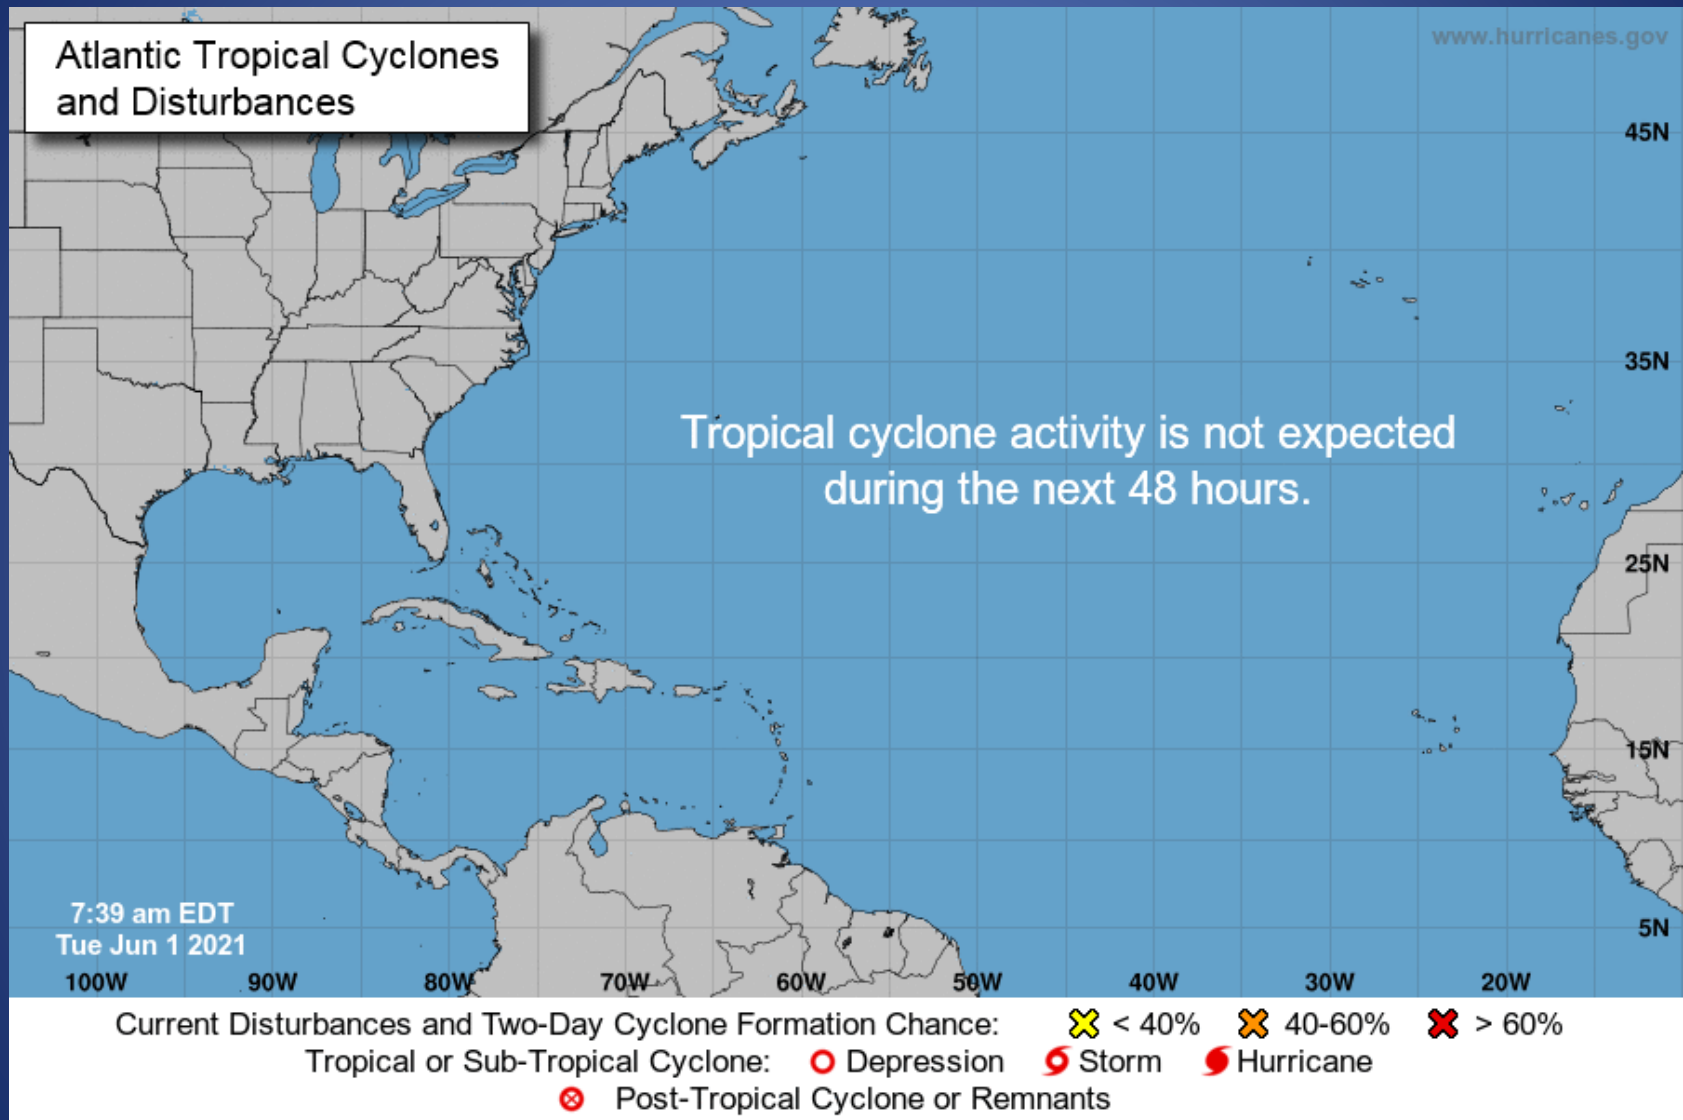 Atlantic Tropical Cyclones
and Disturbances
www.hurricanes.gov
45N
35N
Tropical cyclone activity is not expected
during the next 48 hours.
25N
15N
7:39 am EDT
Tue Jun 1 2021
5N
100W 90W 80W 70W 60W 50W 40W 30W 20W
Current Disturbances and Two-Day Cyclone Formation Chance: < 40% 40-60% > 60%
Tropical or Sub-Tropical Cyclone: Depression Storm Hurricane
Post-Tropical Cyclone or Remnants